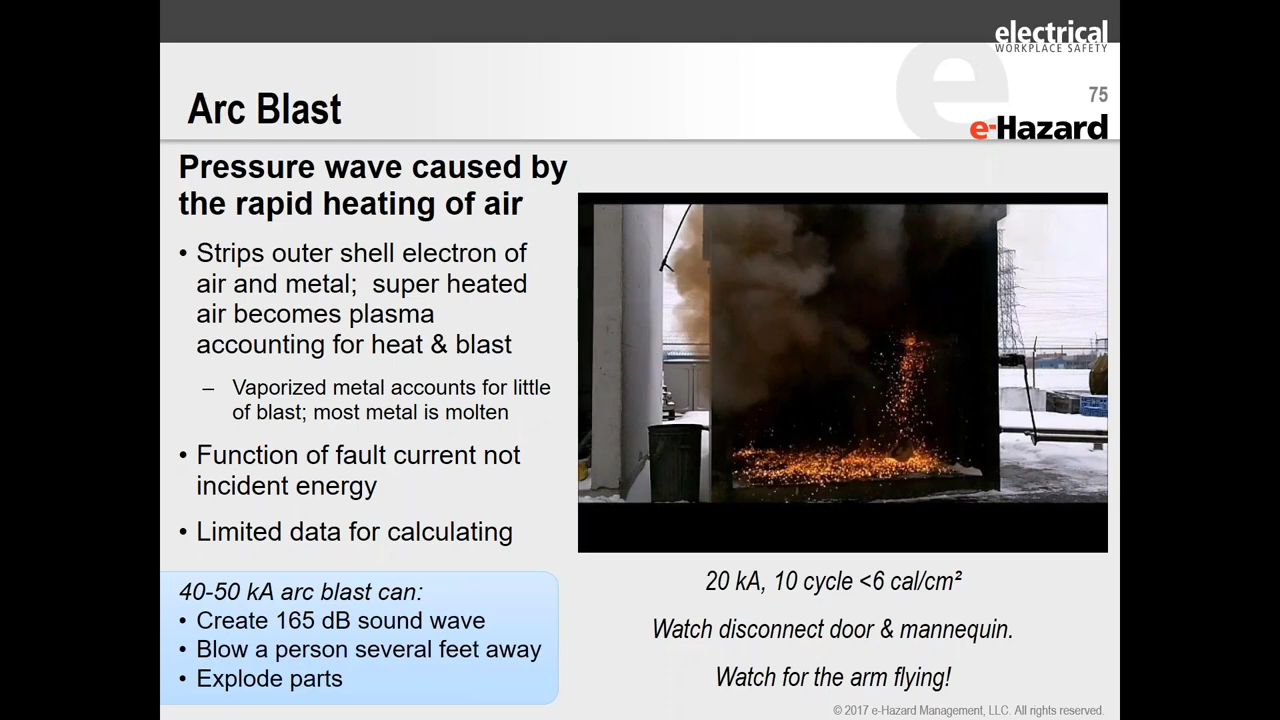 electrical
WORKPLACE SAFETY
75
e-Hazard
Arc Blast
Pressure wave caused by
the rapid heating of air
• Strips outer shell electron of
air and metal; super heated
air becomes plasma
accounting for heat & blast
– Vaporized metal accounts for little
of blast; most metal is molten
• Function of fault current not
incident energy
• Limited data for calculating
40-50 kA arc blast can:
• Create 165 dB sound wave
• Blow a person several feet away
• Explode parts
20 kA, 10 cycle <6 cal/cm²
Watch disconnect door & mannequin.
Watch for the arm flying!
© 2017 e-Hazard Management, LLC. All rights reserved.